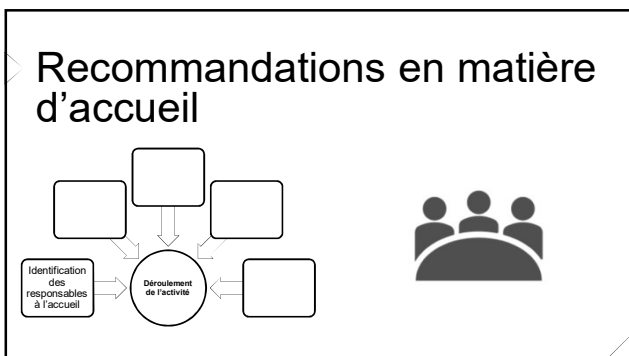 Recommandations en matière
d’accueil
Identification
des
responsables
à l’accueil
Déroulement
de l’activité